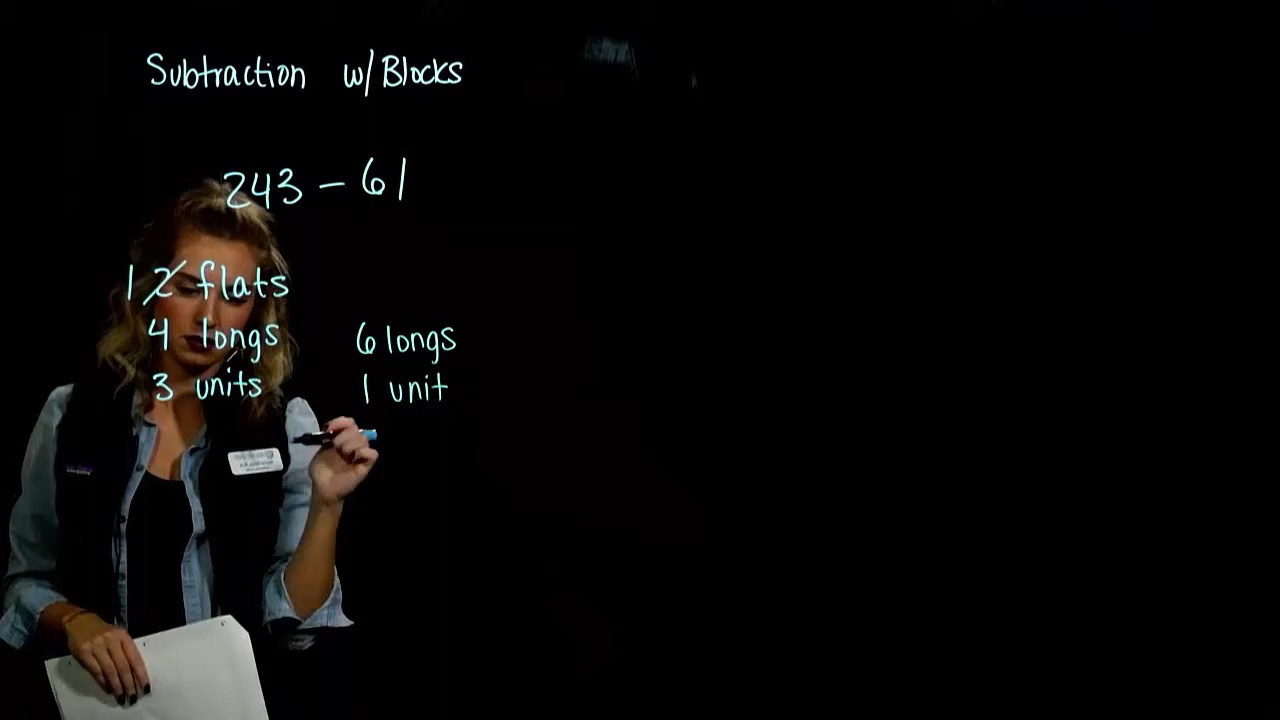 Subtraction w/ Blocks
243 - 61
1 2 flats
4 longs 6 longs
3 units 1 unit